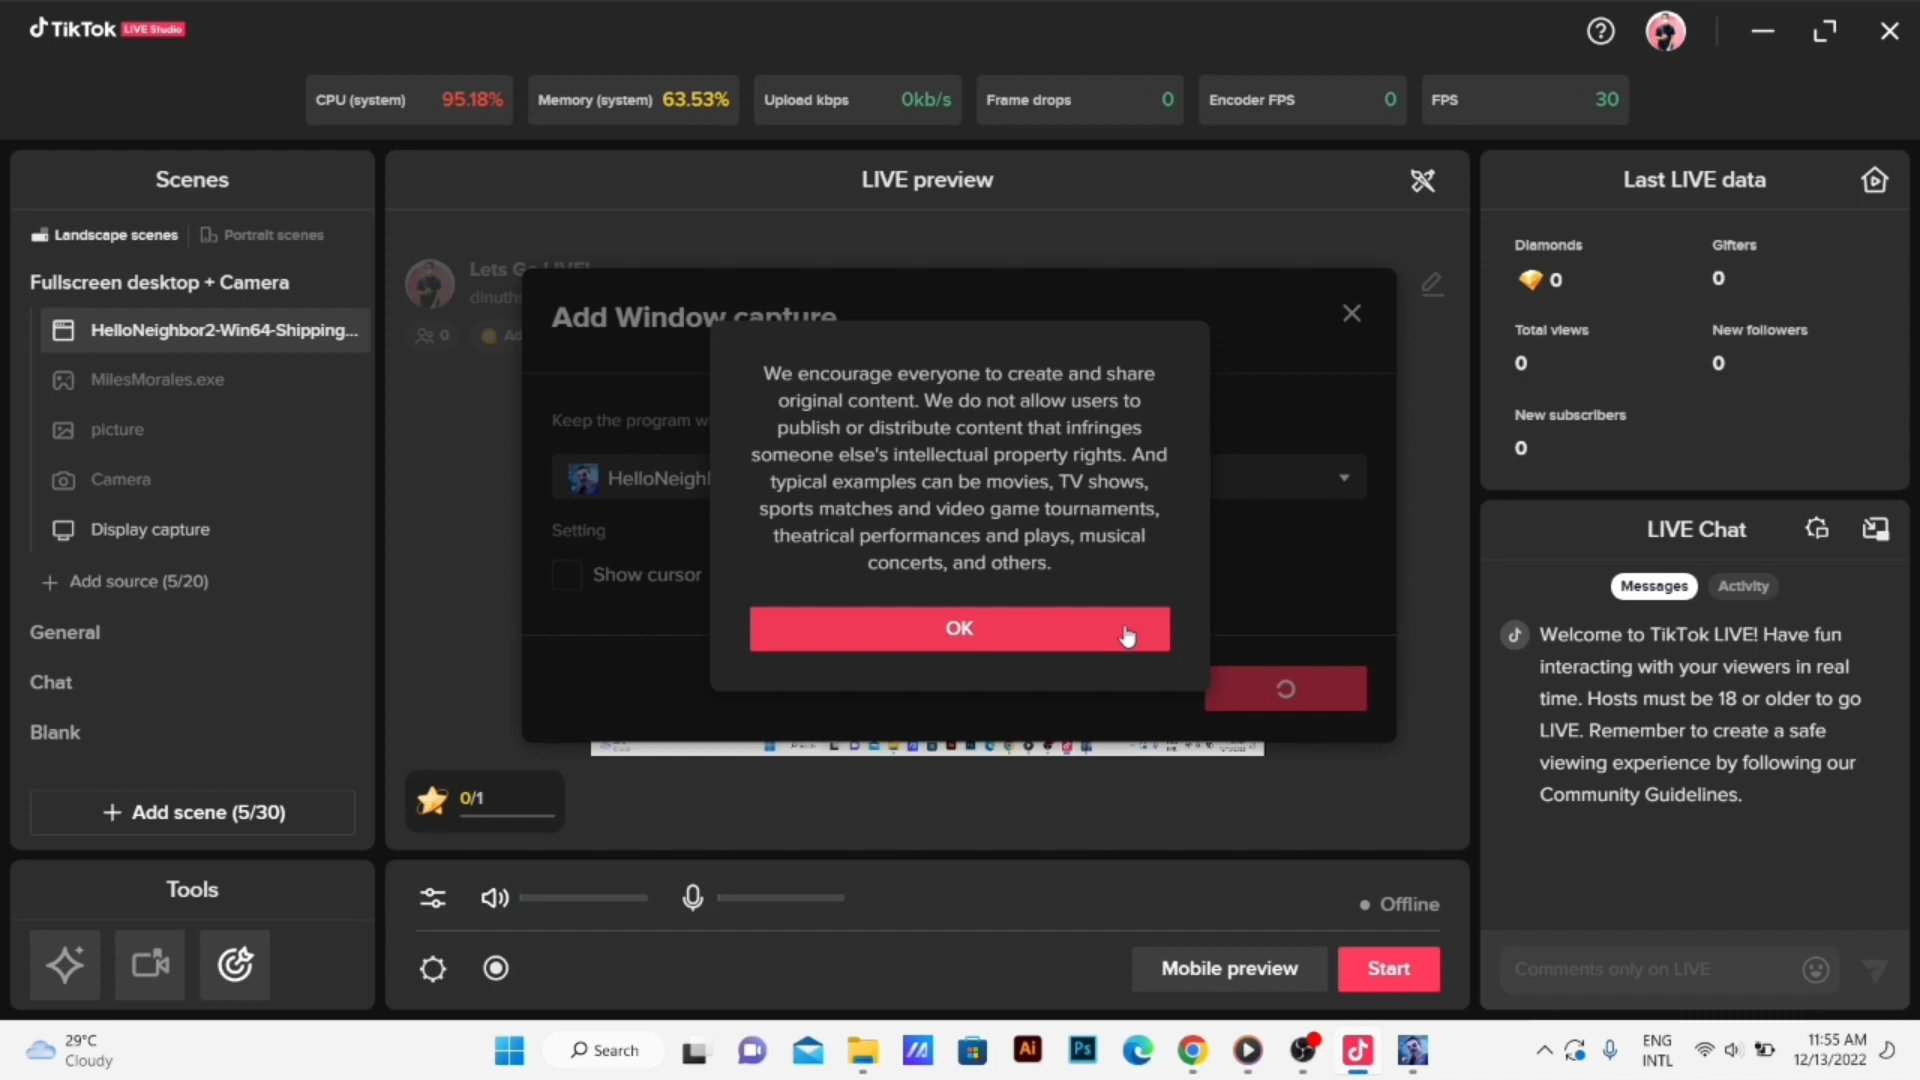 TikTok LIVE Studio
CPU (system) 95.18%
Memory (system) 63.53%
Upload kbps 0kb/s
Frame drops 0
Encoder FPS 0
FPS 30
Scenes
Landscape scenes
Portrait scenes
Fullscreen desktop + Camera
HelloNeighbor2-Win64-Shipping...
MilesMorales.exe
picture
Camera
Display capture
Add source (5/20)
General
Chat
Blank
+ Add scene (5/30)
Tools
LIVE preview
Lets Go LIVE!
dinuths
0
Ad
Add Window capture
Keep the program w
HelloNeighl
Setting
Show cursor
We encourage everyone to create and share
original content. We do not allow users to
publish or distribute content that infringes
someone else's intellectual property rights. And
typical examples can be movies, TV shows,
sports matches and video game tournaments,
theatrical performances and plays, musical
concerts, and others.
OK
0/1
Offline
Mobile preview
Start
Last LIVE data
Diamonds
0
Gifters
0
Total views
0
New followers
0
New subscribers
0
LIVE Chat
Messages
Activity
Welcome to TikTok LIVE! Have fun
interacting with your viewers in real
time. Hosts must be 18 or older to go
LIVE. Remember to create a safe
viewing experience by following our
Community Guidelines.
Comments only on LIVE
29°C
Cloudy
Search
Ai
Ps
ENG
INTL
11:55 AM
12/13/2022